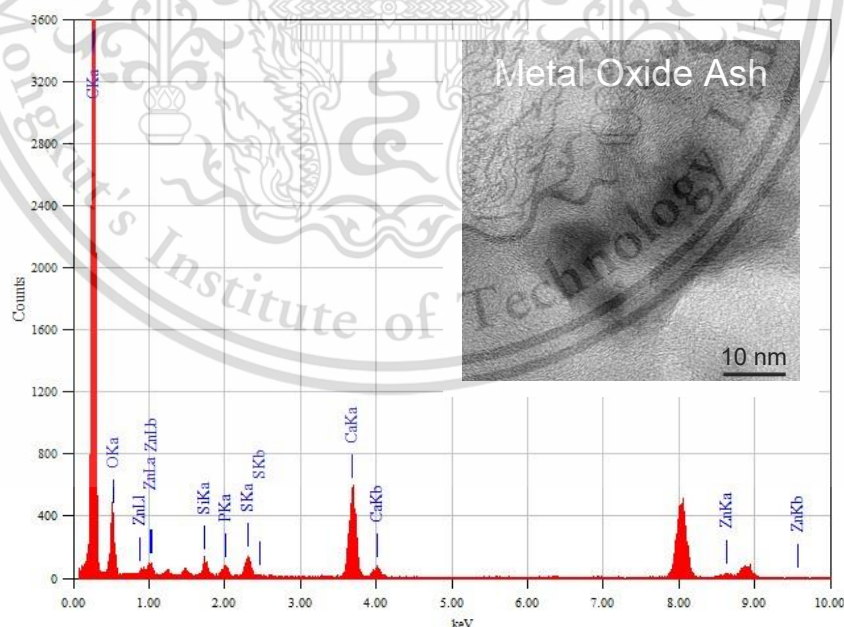 3600
3200
2800
2400
2000
1600
1200
800
400
0
Counts
CKa
OKa
ZnLl
ZnLa
ZnLb
SiKa
PKa
SKa
SKb
CaKa
CaKb
ZnKa
ZnKb
0.00 1.00 2.00 3.00 4.00 5.00 6.00 7.00 8.00 9.00 10.00
keV
Metal Oxide Ash
10 nm
ongkut's Institute of Technology